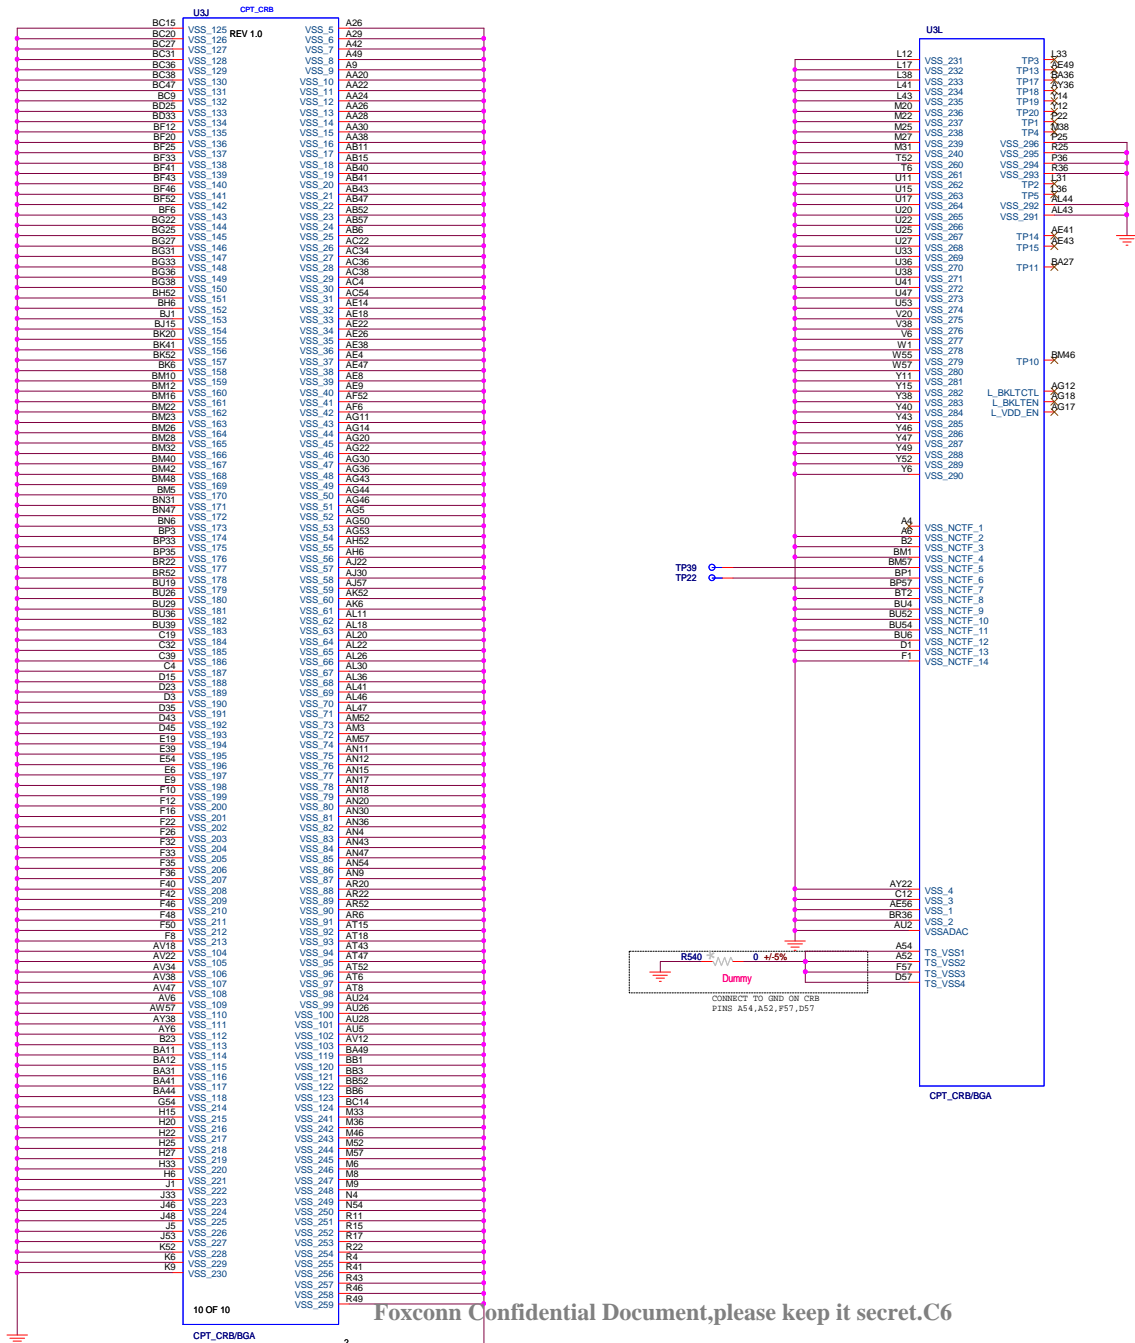 U3J CPT_CRB
REV 1.0
BC15 VSS_125 VSS_5 A26
BC20 VSS_126 VSS_6 A29
BC27 VSS_127 VSS_7 A42
BC31 VSS_128 VSS_8 A49
BC36 VSS_129 VSS_9 A9
BC38 VSS_130 VSS_10 AA20
BC47 VSS_131 VSS_11 AA22
BC9 VSS_132 VSS_12 AA24
BD25 VSS_133 VSS_13 AA26
BD33 VSS_134 VSS_14 AA28
BF12 VSS_135 VSS_15 AA30
BF20 VSS_136 VSS_16 AA38
BF25 VSS_137 VSS_17 AB11
BF33 VSS_138 VSS_18 AB15
BF41 VSS_139 VSS_19 AB40
BF43 VSS_140 VSS_20 AB41
BF46 VSS_141 VSS_21 AB43
BF52 VSS_142 VSS_22 AB47
BF6 VSS_143 VSS_23 AB52
BG22 VSS_144 VSS_24 AB57
BG25 VSS_145 VSS_25 AB6
BG27 VSS_146 VSS_26 AC22
BG31 VSS_147 VSS_27 AC34
BG33 VSS_148 VSS_28 AC36
BG36 VSS_149 VSS_29 AC38
BG38 VSS_150 VSS_30 AC4
BH52 VSS_151 VSS_31 AC54
BH6 VSS_152 VSS_32 AE14
BJ1 VSS_153 VSS_33 AE18
BJ15 VSS_154 VSS_34 AE22
BK20 VSS_155 VSS_35 AE26
BK41 VSS_156 VSS_36 AE38
BK52 VSS_157 VSS_37 AE4
BK6 VSS_158 VSS_38 AE47
BM10 VSS_159 VSS_39 AE8
BM12 VSS_160 VSS_40 AE9
BM16 VSS_161 VSS_41 AF52
BM22 VSS_162 VSS_42 AF6
BM23 VSS_163 VSS_43 AG11
BM26 VSS_164 VSS_44 AG14
BM28 VSS_165 VSS_45 AG20
BM32 VSS_166 VSS_46 AG22
BM40 VSS_167 VSS_47 AG30
BM42 VSS_168 VSS_48 AG36
BM48 VSS_169 VSS_49 AG43
BM5 VSS_170 VSS_50 AG44
BN31 VSS_171 VSS_51 AG46
BN47 VSS_172 VSS_52 AG5
BN6 VSS_173 VSS_53 AG50
BP3 VSS_174 VSS_54 AG53
BP33 VSS_175 VSS_55 AH52
BP35 VSS_176 VSS_56 AH6
BR22 VSS_177 VSS_57 AJ22
BR52 VSS_178 VSS_58 AJ30
BU19 VSS_179 VSS_59 AJ57
BU26 VSS_180 VSS_60 AK52
BU29 VSS_181 VSS_61 AK6
BU36 VSS_182 VSS_62 AL11
BU39 VSS_183 VSS_63 AL18
C19 VSS_184 VSS_64 AL20
C32 VSS_185 VSS_65 AL22
C39 VSS_186 VSS_66 AL26
C4 VSS_187 VSS_67 AL30
D15 VSS_188 VSS_68 AL36
D23 VSS_189 VSS_69 AL41
D3 VSS_190 VSS_70 AL46
D35 VSS_191 VSS_71 AL47
D43 VSS_192 VSS_73 AM52
D45 VSS_193 VSS_72 AM3
E19 VSS_194 VSS_74 AM57
E39 VSS_195 VSS_75 AN11
E54 VSS_196 VSS_76 AN12
E6 VSS_197 VSS_77 AN15
E9 VSS_198 VSS_78 AN17
F10 VSS_199 VSS_79 AN18
F12 VSS_200 VSS_80 AN20
F16 VSS_201 VSS_81 AN30
F22 VSS_202 VSS_82 AN36
F26 VSS_203 VSS_83 AN4
F32 VSS_204 VSS_84 AN43
F33 VSS_205 VSS_85 AN47
F35 VSS_206 VSS_86 AN54
F36 VSS_207 VSS_87 AN9
F40 VSS_208 VSS_88 AR20
F42 VSS_209 VSS_89 AR22
F46 VSS_210 VSS_90 AR52
F48 VSS_211 VSS_91 AR6
F50 VSS_212 VSS_92 AT15
F8 VSS_213 VSS_93 AT18
AV18 VSS_104 VSS_94 AT43
AV22 VSS_105 VSS_95 AT47
AV34 VSS_106 VSS_96 AT52
AV38 VSS_107 VSS_97 AT6
AV47 VSS_108 VSS_98 AT8
AV6 VSS_109 VSS_99 AU24
AW57 VSS_110 VSS_100 AU26
AY38 VSS_111 VSS_101 AU28
AY6 VSS_112 VSS_102 AU5
B23 VSS_113 VSS_103 AV12
BA11 VSS_114 VSS_119 BA49
BA12 VSS_115 VSS_120 BB1
BA31 VSS_116 VSS_121 BB3
BA41 VSS_117 VSS_122 BB52
BA44 VSS_118 VSS_123 BB6
G54 VSS_214 VSS_124 BC14
H15 VSS_215 VSS_241 M33
H20 VSS_216 VSS_242 M36
H22 VSS_217 VSS_243 M46
H25 VSS_218 VSS_244 M52
H27 VSS_219 VSS_245 M57
H33 VSS_220 VSS_246 M6
H6 VSS_221 VSS_247 M8
J1 VSS_222 VSS_248 M9
J33 VSS_223 VSS_249 N4
J46 VSS_224 VSS_250 N54
J48 VSS_225 VSS_251 R11
J5 VSS_226 VSS_252 R15
J53 VSS_227 VSS_253 R17
K52 VSS_228 VSS_254 R22
K6 VSS_229 VSS_255 R4
K9 VSS_230 VSS_256 R41
VSS_257 R43
VSS_258 R46
VSS_259 R49
10 OF 10
CPT_CRB/BGA
2
U3L
L12 VSS_231 TP3 L33
L17 VSS_232 TP13 AE49
L38 VSS_233 TP17 BA36
L41 VSS_234 TP18 AY36
L43 VSS_235 TP19 Y14
M20 VSS_236 TP20 Y12
M22 VSS_237 TP1 P22
M25 VSS_238 TP4 M38
M27 VSS_239 VSS_296 P25
M31 VSS_240 VSS_295 R25
T52 VSS_260 VSS_294 P36
T6 VSS_261 VSS_293 R36
U11 VSS_262 TP2 L31
U15 VSS_263 TP5 L36
U17 VSS_264 VSS_292 AL44
U20 VSS_265 VSS_291 AL43
U22 VSS_266
U25 VSS_267 TP14 AE41
U27 VSS_268 TP15 AE43
U33 VSS_269
U36 VSS_270 TP11 BA27
U38 VSS_271
U41 VSS_272
U47 VSS_273
U53 VSS_274
V20 VSS_275
V38 VSS_276
V6 VSS_277
W1 VSS_278
W55 VSS_279 TP10 BM46
W57 VSS_280
Y11 VSS_281
Y15 VSS_282 L_BKLTCTL AG12
Y38 VSS_283 L_BKLTEN AG18
Y40 VSS_284 L_VDD_EN AG17
Y43 VSS_285
Y46 VSS_286
Y47 VSS_287
Y49 VSS_288
Y52 VSS_289
Y6 VSS_290
A4 VSS_NCTF_1
A6 VSS_NCTF_2
B2 VSS_NCTF_3
BM1 VSS_NCTF_4
TP39 BM57 VSS_NCTF_5
TP22 BP1 VSS_NCTF_6
BP57 VSS_NCTF_7
BT2 VSS_NCTF_8
BU4 VSS_NCTF_9
BU52 VSS_NCTF_10
BU54 VSS_NCTF_11
BU6 VSS_NCTF_12
D1 VSS_NCTF_13
F1 VSS_NCTF_14
AY22 VSS_4
C12 VSS_3
AE56 VSS_1
BR36 VSS_2
AU2 VSSADAC
A54 TS_VSS1
R540 0 +/-5% A52 TS_VSS2
F57 TS_VSS3
Dummy D57 TS_VSS4
CONNECT TO GND ON CRB
PINS A54,A52,F57,D57
CPT_CRB/BGA
Foxconn Confidential Document,please keep it secret.C6